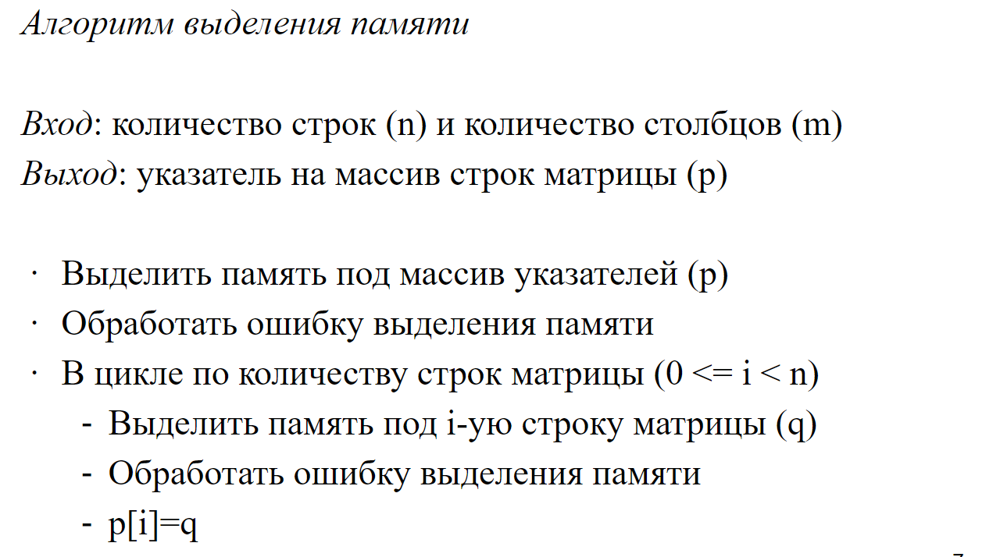 Алгоритм выделения памяти
Вход: количество строк (n) и количество столбцов (m)
Выход: указатель на массив строк матрицы (p)
· Выделить память под массив указателей (p)
· Обработать ошибку выделения памяти
· В цикле по количеству строк матрицы (0 <= i < n)
- Выделить память под i-ую строку матрицы (q)
- Обработать ошибку выделения памяти
- p[i]=q